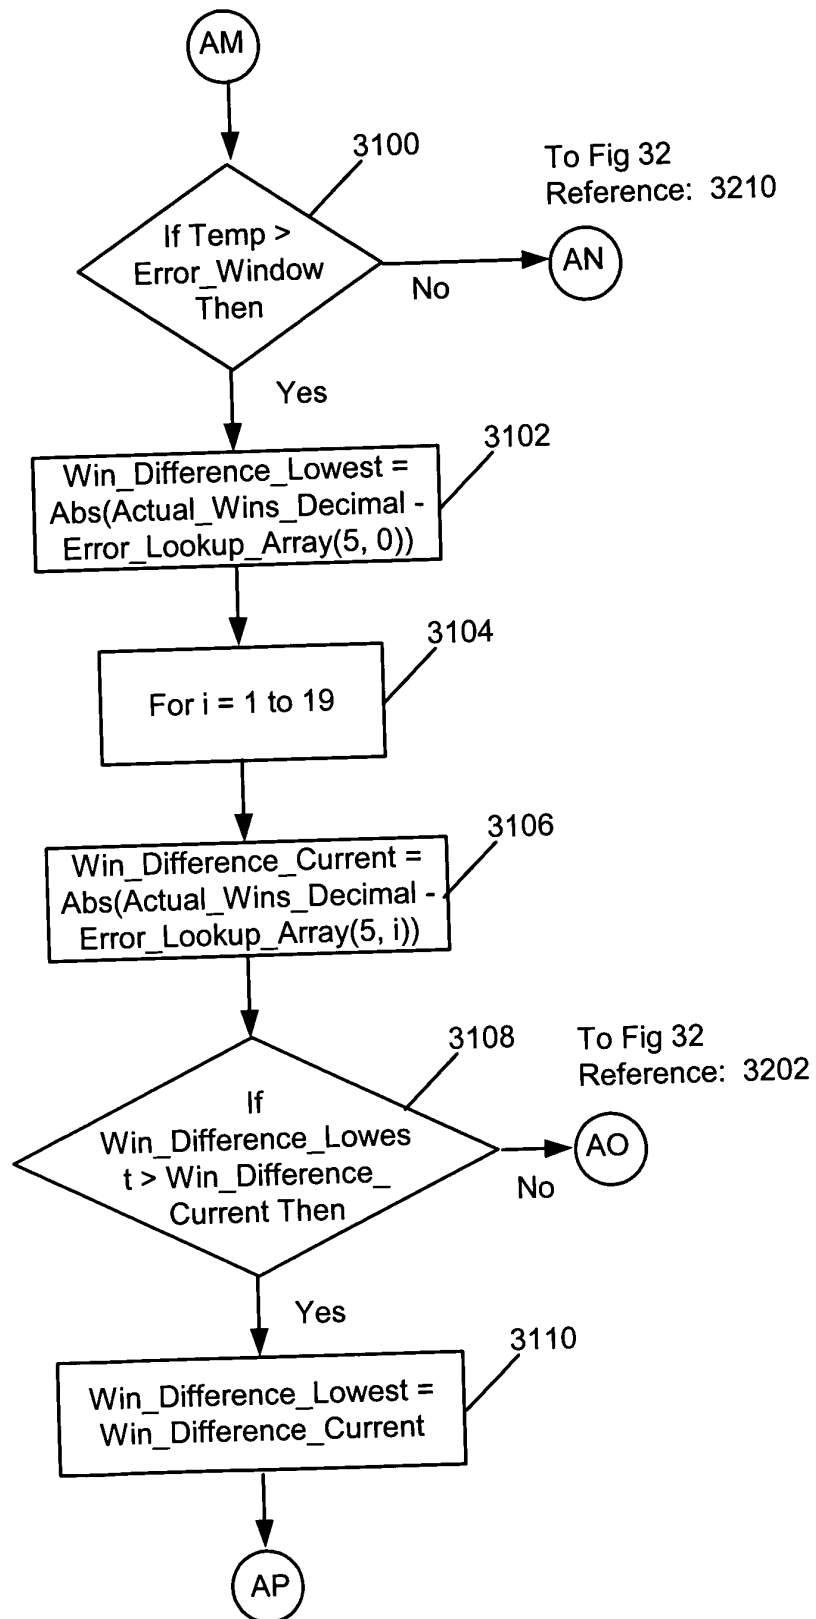 AM
3100
To Fig 32
Reference: 3210
If Temp >
Error_Window
Then
AN
No
Yes
3102
Win_Difference_Lowest =
Abs(Actual_Wins_Decimal -
Error_Lookup_Array(5, 0))
3104
For i = 1 to 19
3106
Win_Difference_Current =
Abs(Actual_Wins_Decimal -
Error_Lookup_Array(5, i))
3108
To Fig 32
Reference: 3202
If
Win_Difference_Lowes
t > Win_Difference_
Current Then
AO
No
Yes
3110
Win_Difference_Lowest =
Win_Difference_Current
AP